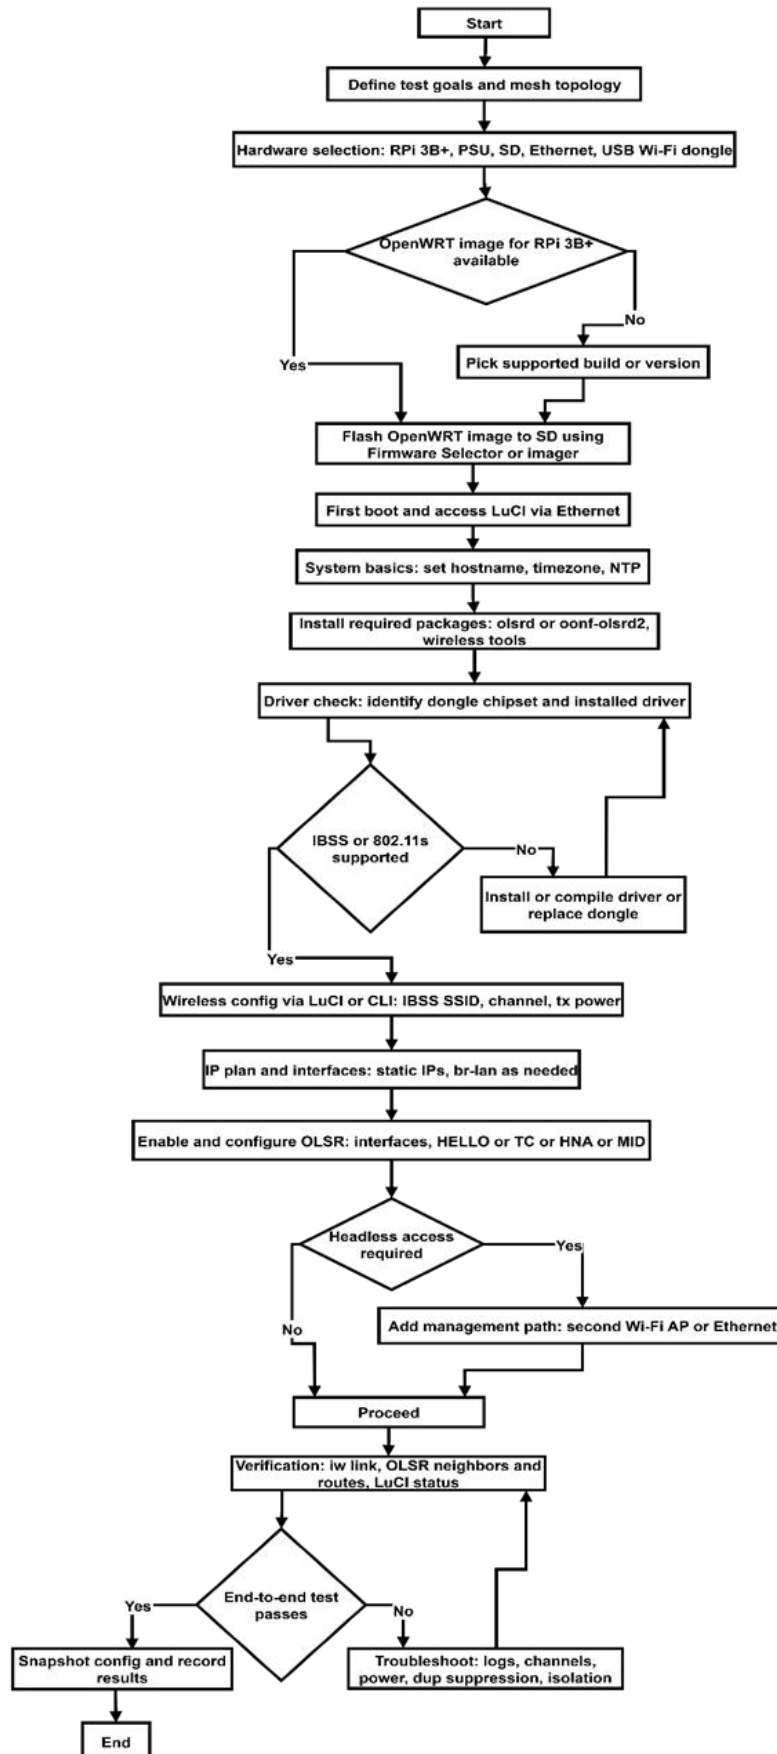 Start
Define test goals and mesh topology
Hardware selection: RPi 3B+, PSU, SD, Ethernet, USB Wi-Fi dongle
OpenWRT image for RPi 3B+
available
No
Yes
Pick supported build or version
Flash OpenWRT image to SD using
Firmware Selector or imager
First boot and access LuCI via Ethernet
System basics: set hostname, timezone, NTP
Install required packages: olsrd or oonf-olsrd2,
wireless tools
Driver check: identify dongle chipset and installed driver
IBSS or 802.11s
supported
No
Install or compile driver or
replace dongle
Yes
Wireless config via LuCI or CLI: IBSS SSID, channel, tx power
IP plan and interfaces: static IPs, br-lan as needed
Enable and configure OLSR: interfaces, HELLO or TC or HNA or MID
Headless access
required
Yes
No
Add management path: second Wi-Fi AP or Ethernet
Proceed
Verification: iw link, OLSR neighbors and
routes, LuCI status
End-to-end test
passes
Yes
No
Snapshot config and record
results
Troubleshoot: logs, channels,
power, dup suppression, isolation
End